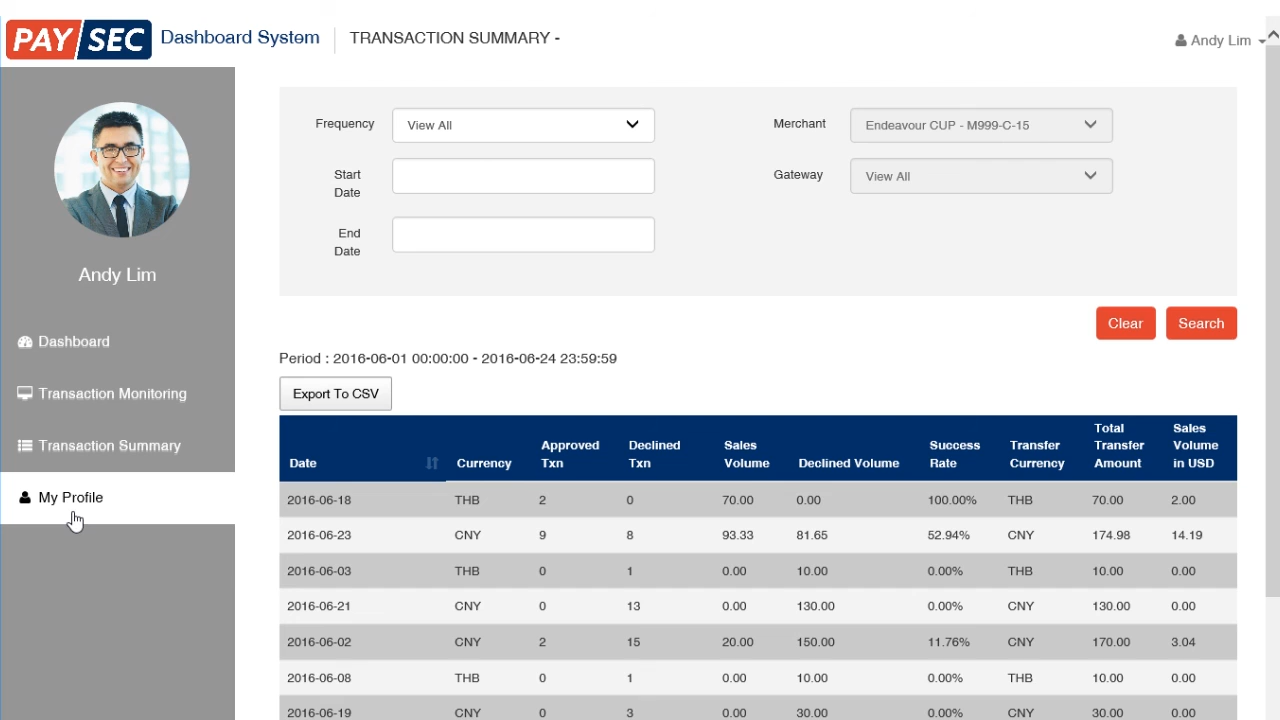 PAY SEC Dashboard System TRANSACTION SUMMARY -
Andy Lim
Andy Lim
Dashboard
Transaction Monitoring
Transaction Summary
My Profile
Frequency View All Merchant Endeavour CUP - M999-C-15
Start Date Gateway View All
End Date
Clear Search
Period : 2016-06-01 00:00:00 - 2016-06-24 23:59:59
Export To CSV
Date Currency Approved Txn Declined Txn Sales Volume Declined Volume Success Rate Transfer Currency Total Transfer Amount Sales Volume in USD
2016-06-18 THB 2 0 70.00 0.00 100.00% THB 70.00 2.00
2016-06-23 CNY 9 8 93.33 81.65 52.94% CNY 174.98 14.19
2016-06-03 THB 0 1 0.00 10.00 0.00% THB 10.00 0.00
2016-06-21 CNY 0 13 0.00 130.00 0.00% CNY 130.00 0.00
2016-06-02 CNY 2 15 20.00 150.00 11.76% CNY 170.00 3.04
2016-06-08 THB 0 1 0.00 10.00 0.00% THB 10.00 0.00
2016-06-19 CNY 0 3 0.00 30.00 0.00% CNY 30.00 0.00